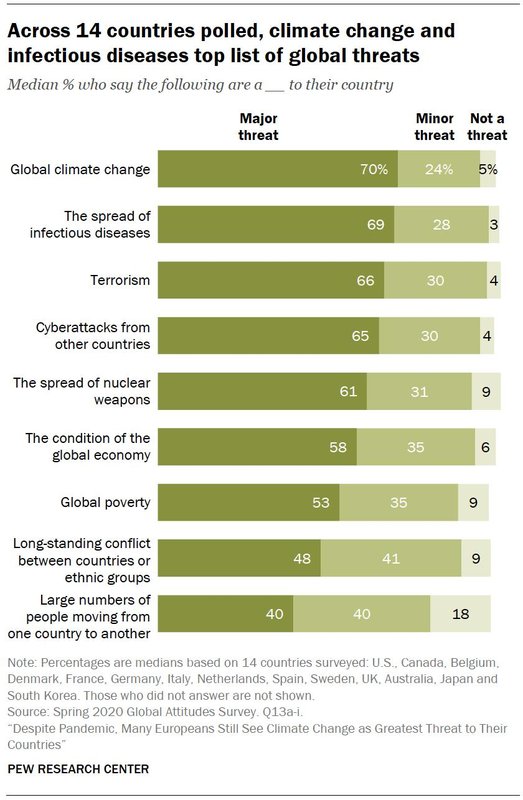 Across 14 countries polled, climate change and
infectious diseases top list of global threats
Median % who say the following are a __ to their country
Major
threat
Minor
threat
Not a
threat
Global climate change
70%
24%
5%
The spread of
infectious diseases
69
28
3
Terrorism
66
30
4
Cyberattacks from
other countries
65
30
4
The spread of nuclear
weapons
61
31
9
The condition of the
global economy
58
35
6
Global poverty
53
35
9
Long-standing conflict
between countries or
ethnic groups
48
41
9
Large numbers of
people moving from
one country to another
40
40
18
Note: Percentages are medians based on 14 countries surveyed: U.S., Canada, Belgium,
Denmark, France, Germany, Italy, Netherlands, Spain, Sweden, UK, Australia, Japan and
South Korea. Those who did not answer are not shown.
Source: Spring 2020 Global Attitudes Survey. Q13a-i.
“Despite Pandemic, Many Europeans Still See Climate Change as Greatest Threat to Their
Countries”
PEW RESEARCH CENTER